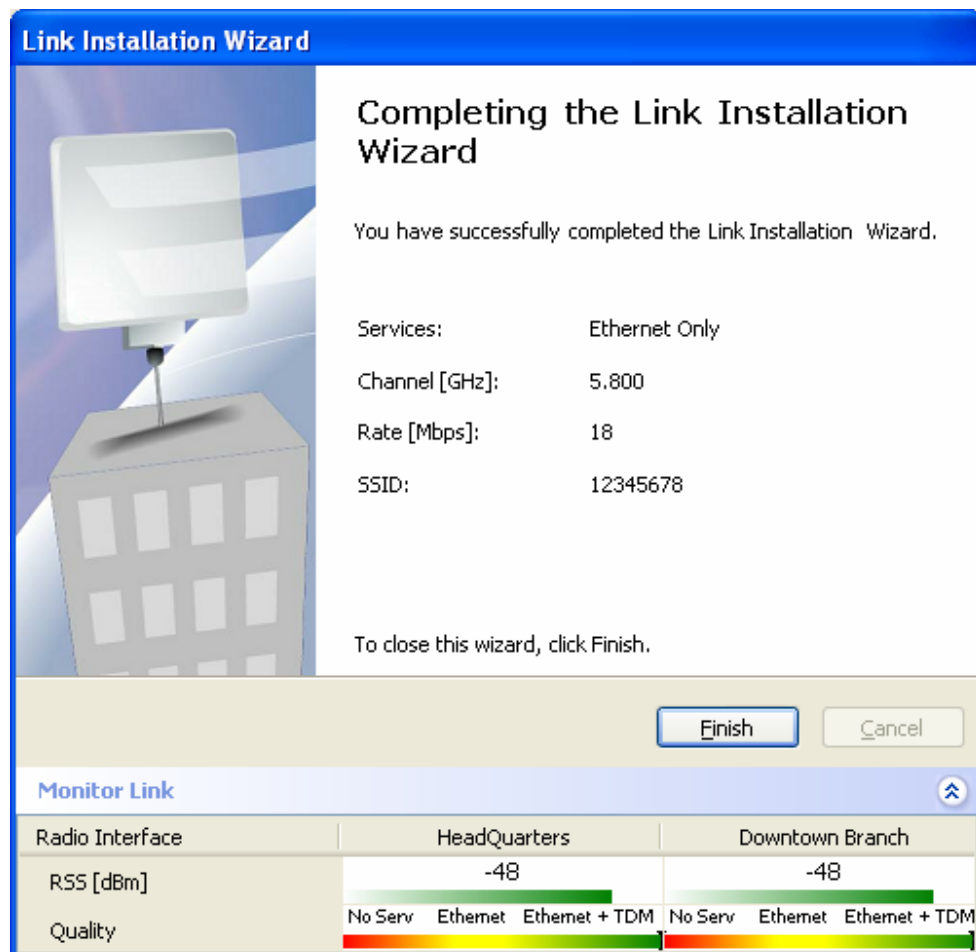 Link Installation Wizard
Completing the Link Installation
Wizard
You have successfully completed the Link Installation Wizard.
Services: Ethernet Only
Channel [GHz]: 5.800
Rate [Mbps]: 18
SSID: 12345678
To close this wizard, click Finish.
Finish Cancel
Monitor Link
Radio Interface HeadQuarters Downtown Branch
RSS [dBm] -48 -48
Quality No Serv Ethernet Ethernet + TDM No Serv Ethernet Ethernet + TDM